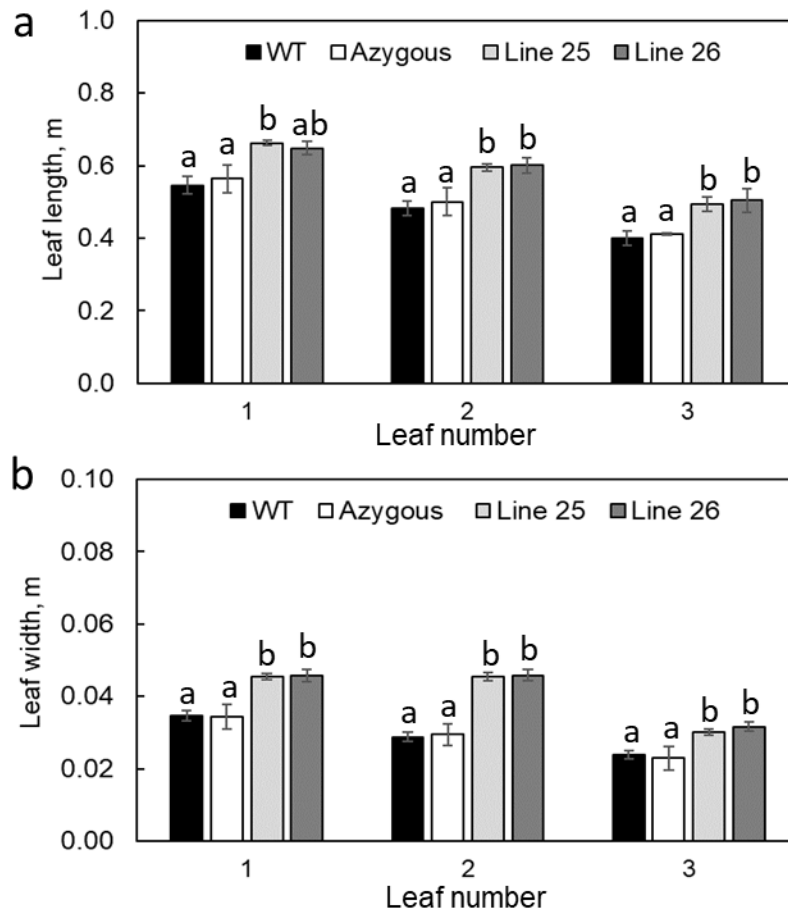 a
1.0
WT Azygous Line 25 Line 26
0.8
a a b ab
a a b b
a a b b
0.6
0.4
0.2
0.0
Leaf length, m
1 2 3
Leaf number
b
0.10
WT Azygous Line 25 Line 26
0.08
0.06
a a b b
a a b b
a a b b
0.04
0.02
0.00
Leaf width, m
1 2 3
Leaf number